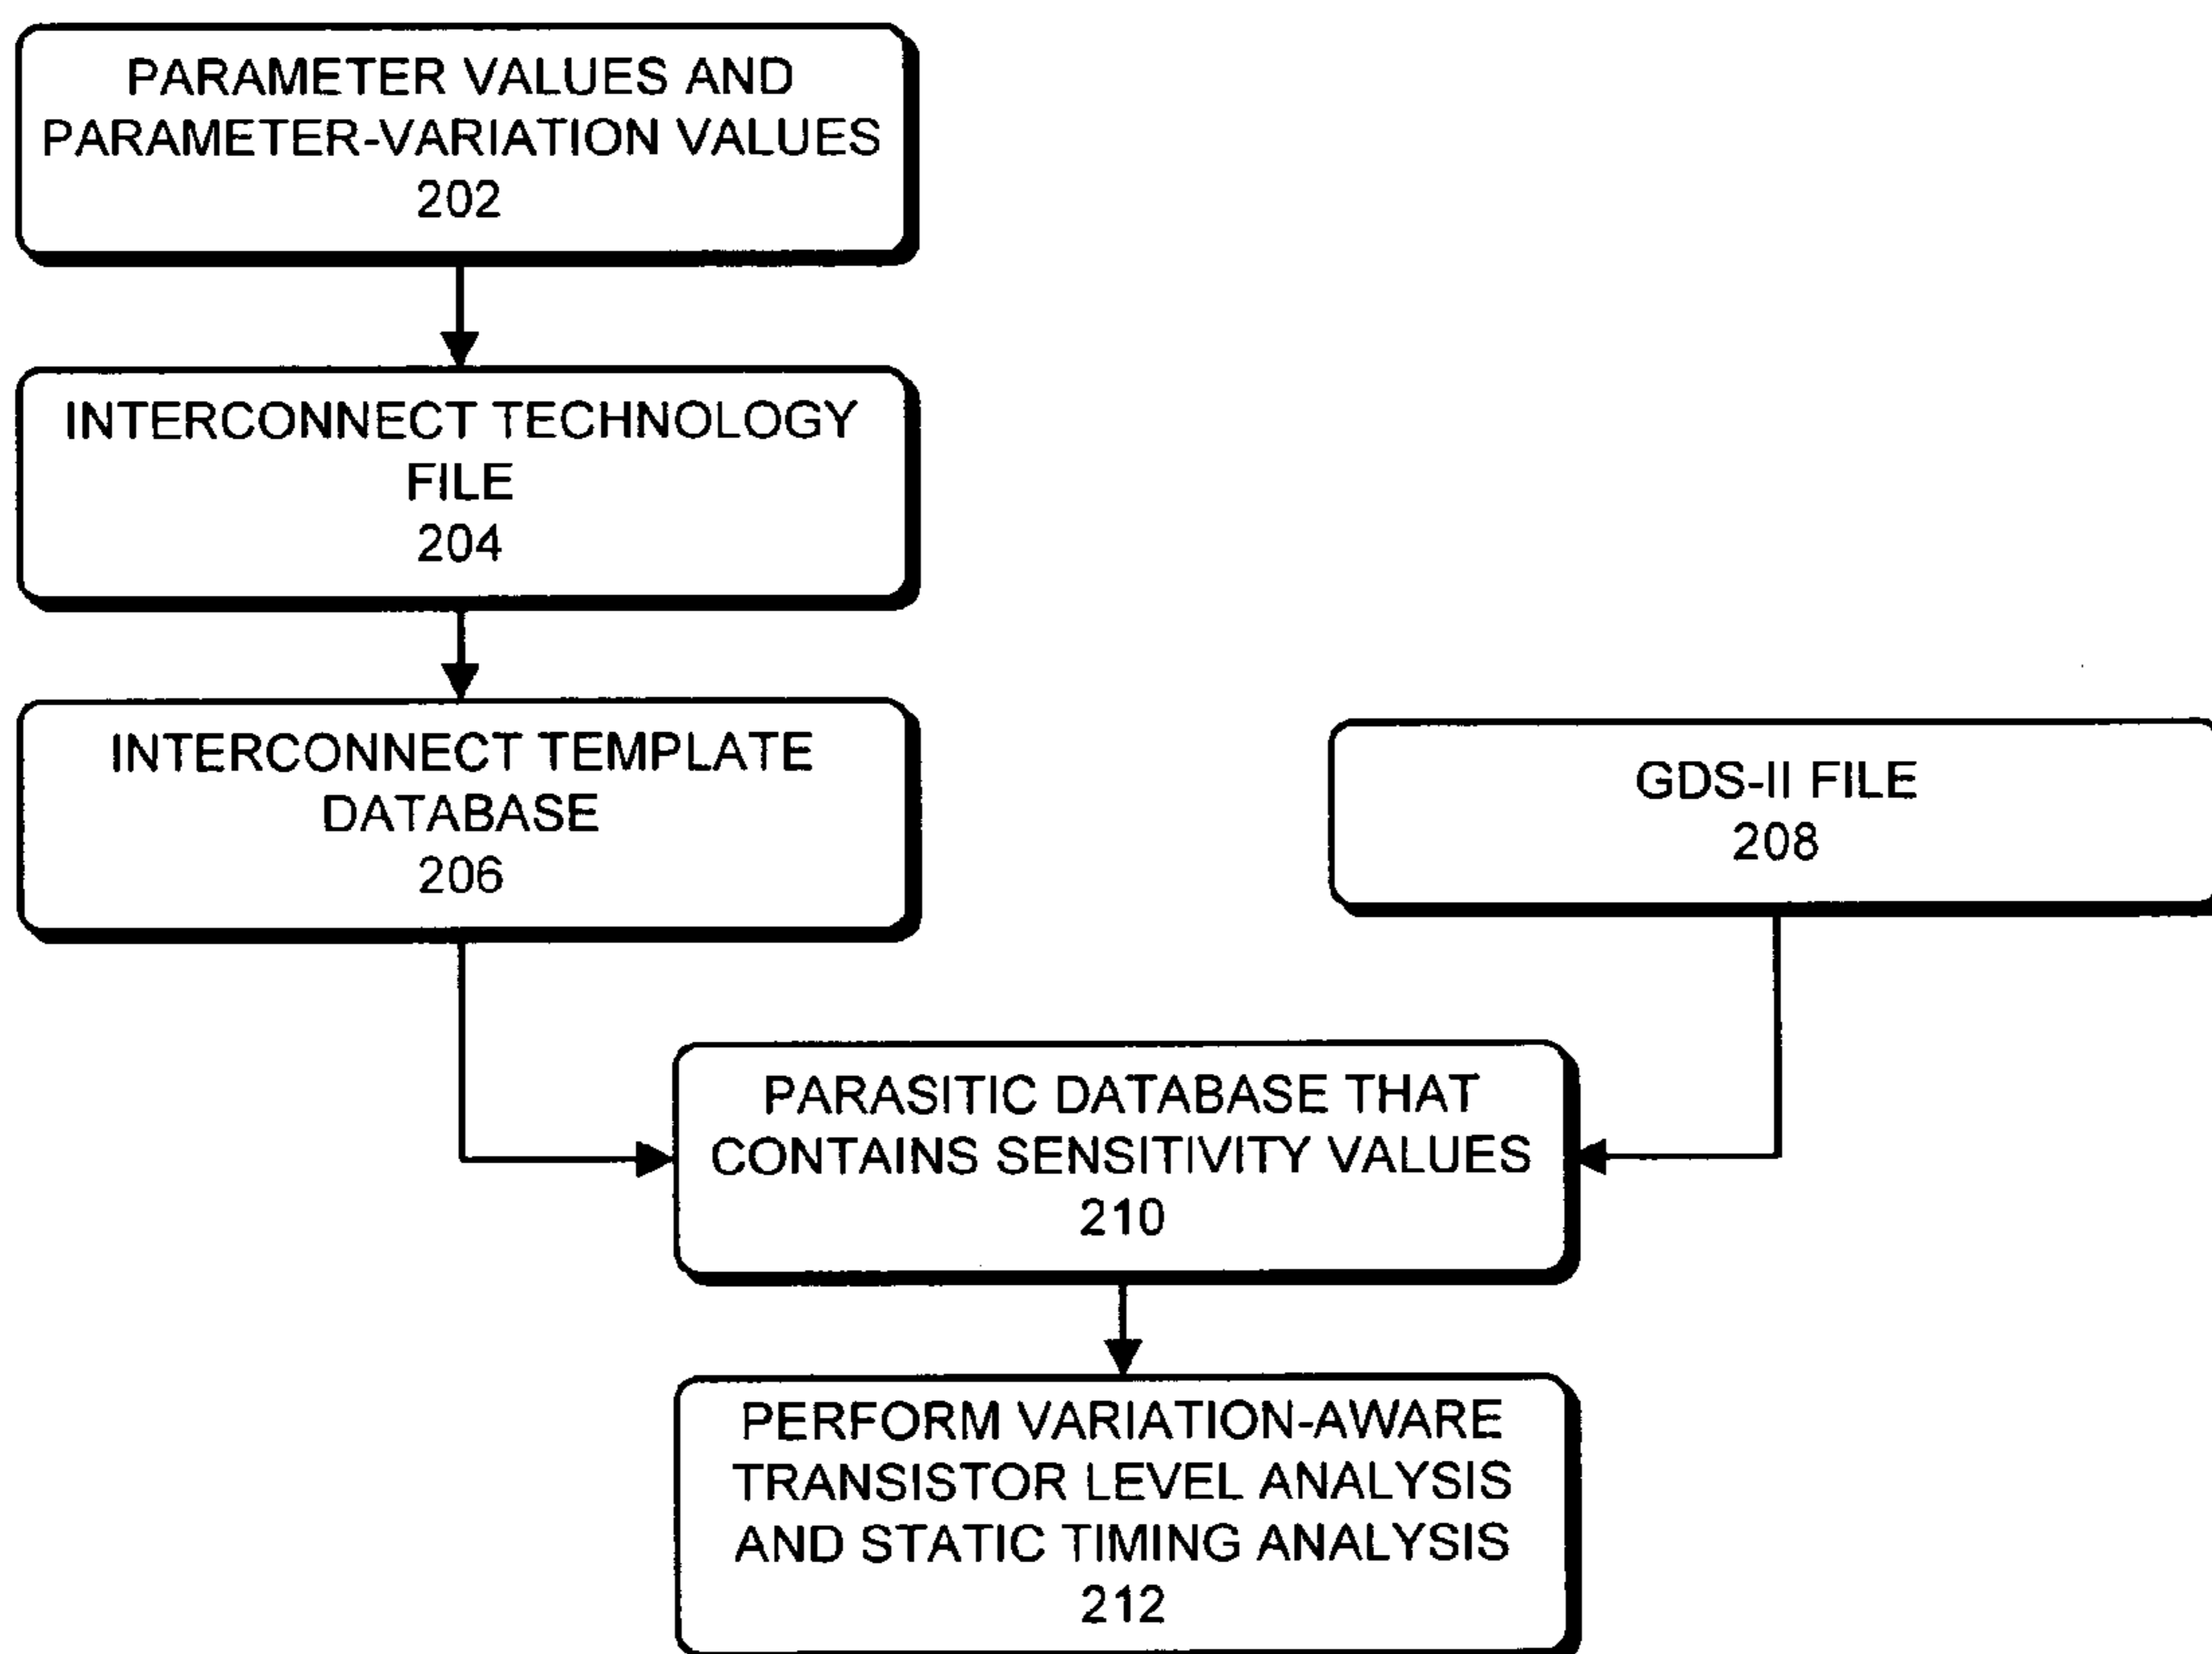 PARAMETER VALUES AND
PARAMETER-VARIATION VALUES
202
INTERCONNECT TECHNOLOGY
FILE
204
INTERCONNECT TEMPLATE
DATABASE
206
GDS-II FILE
208
PARASITIC DATABASE THAT
CONTAINS SENSITIVITY VALUES
210
PERFORM VARIATION-AWARE
TRANSISTOR LEVEL ANALYSIS
AND STATIC TIMING ANALYSIS
212